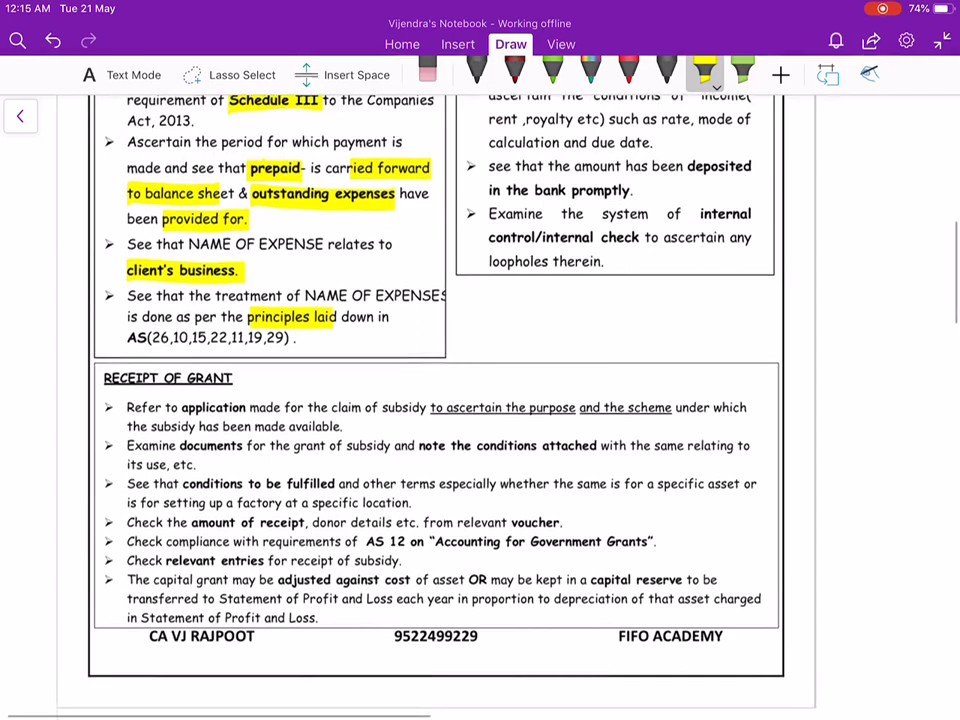 12:15 AM Tue 21 May
74%
Vijendra's Notebook - Working offline
Home Insert Draw View
Text Mode Lasso Select Insert Space
requirement of Schedule III to the Companies
Act, 2013.
➢ Ascertain the period for which payment is
made and see that prepaid- is carried forward
to balance sheet & outstanding expenses have
been provided for.
➢ See that NAME OF EXPENSE relates to
client's business.
➢ See that the treatment of NAME OF EXPENSES
is done as per the principles laid down in
AS(26,10,15,22,11,19,29) .
ascertain the conditions of income(
rent ,royalty etc) such as rate, mode of
calculation and due date.
➢ see that the amount has been deposited
in the bank promptly.
➢ Examine the system of internal
control/internal check to ascertain any
loopholes therein.
RECEIPT OF GRANT
➢ Refer to application made for the claim of subsidy to ascertain the purpose and the scheme under which
the subsidy has been made available.
➢ Examine documents for the grant of subsidy and note the conditions attached with the same relating to
its use, etc.
➢ See that conditions to be fulfilled and other terms especially whether the same is for a specific asset or
is for setting up a factory at a specific location.
➢ Check the amount of receipt, donor details etc. from relevant voucher.
➢ Check compliance with requirements of AS 12 on “Accounting for Government Grants”.
➢ Check relevant entries for receipt of subsidy.
➢ The capital grant may be adjusted against cost of asset OR may be kept in a capital reserve to be
transferred to Statement of Profit and Loss each year in proportion to depreciation of that asset charged
in Statement of Profit and Loss.
CA VJ RAJPOOT 9522499229 FIFO ACADEMY